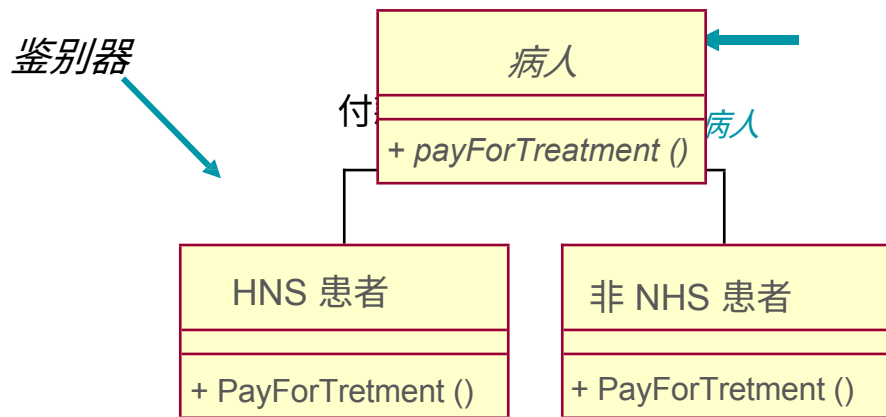 鉴别器
病人
付
病人
+ payForTreatment ()
HNS 患者
非 NHS 患者
+ PayForTretment ()
+ PayForTretment ()